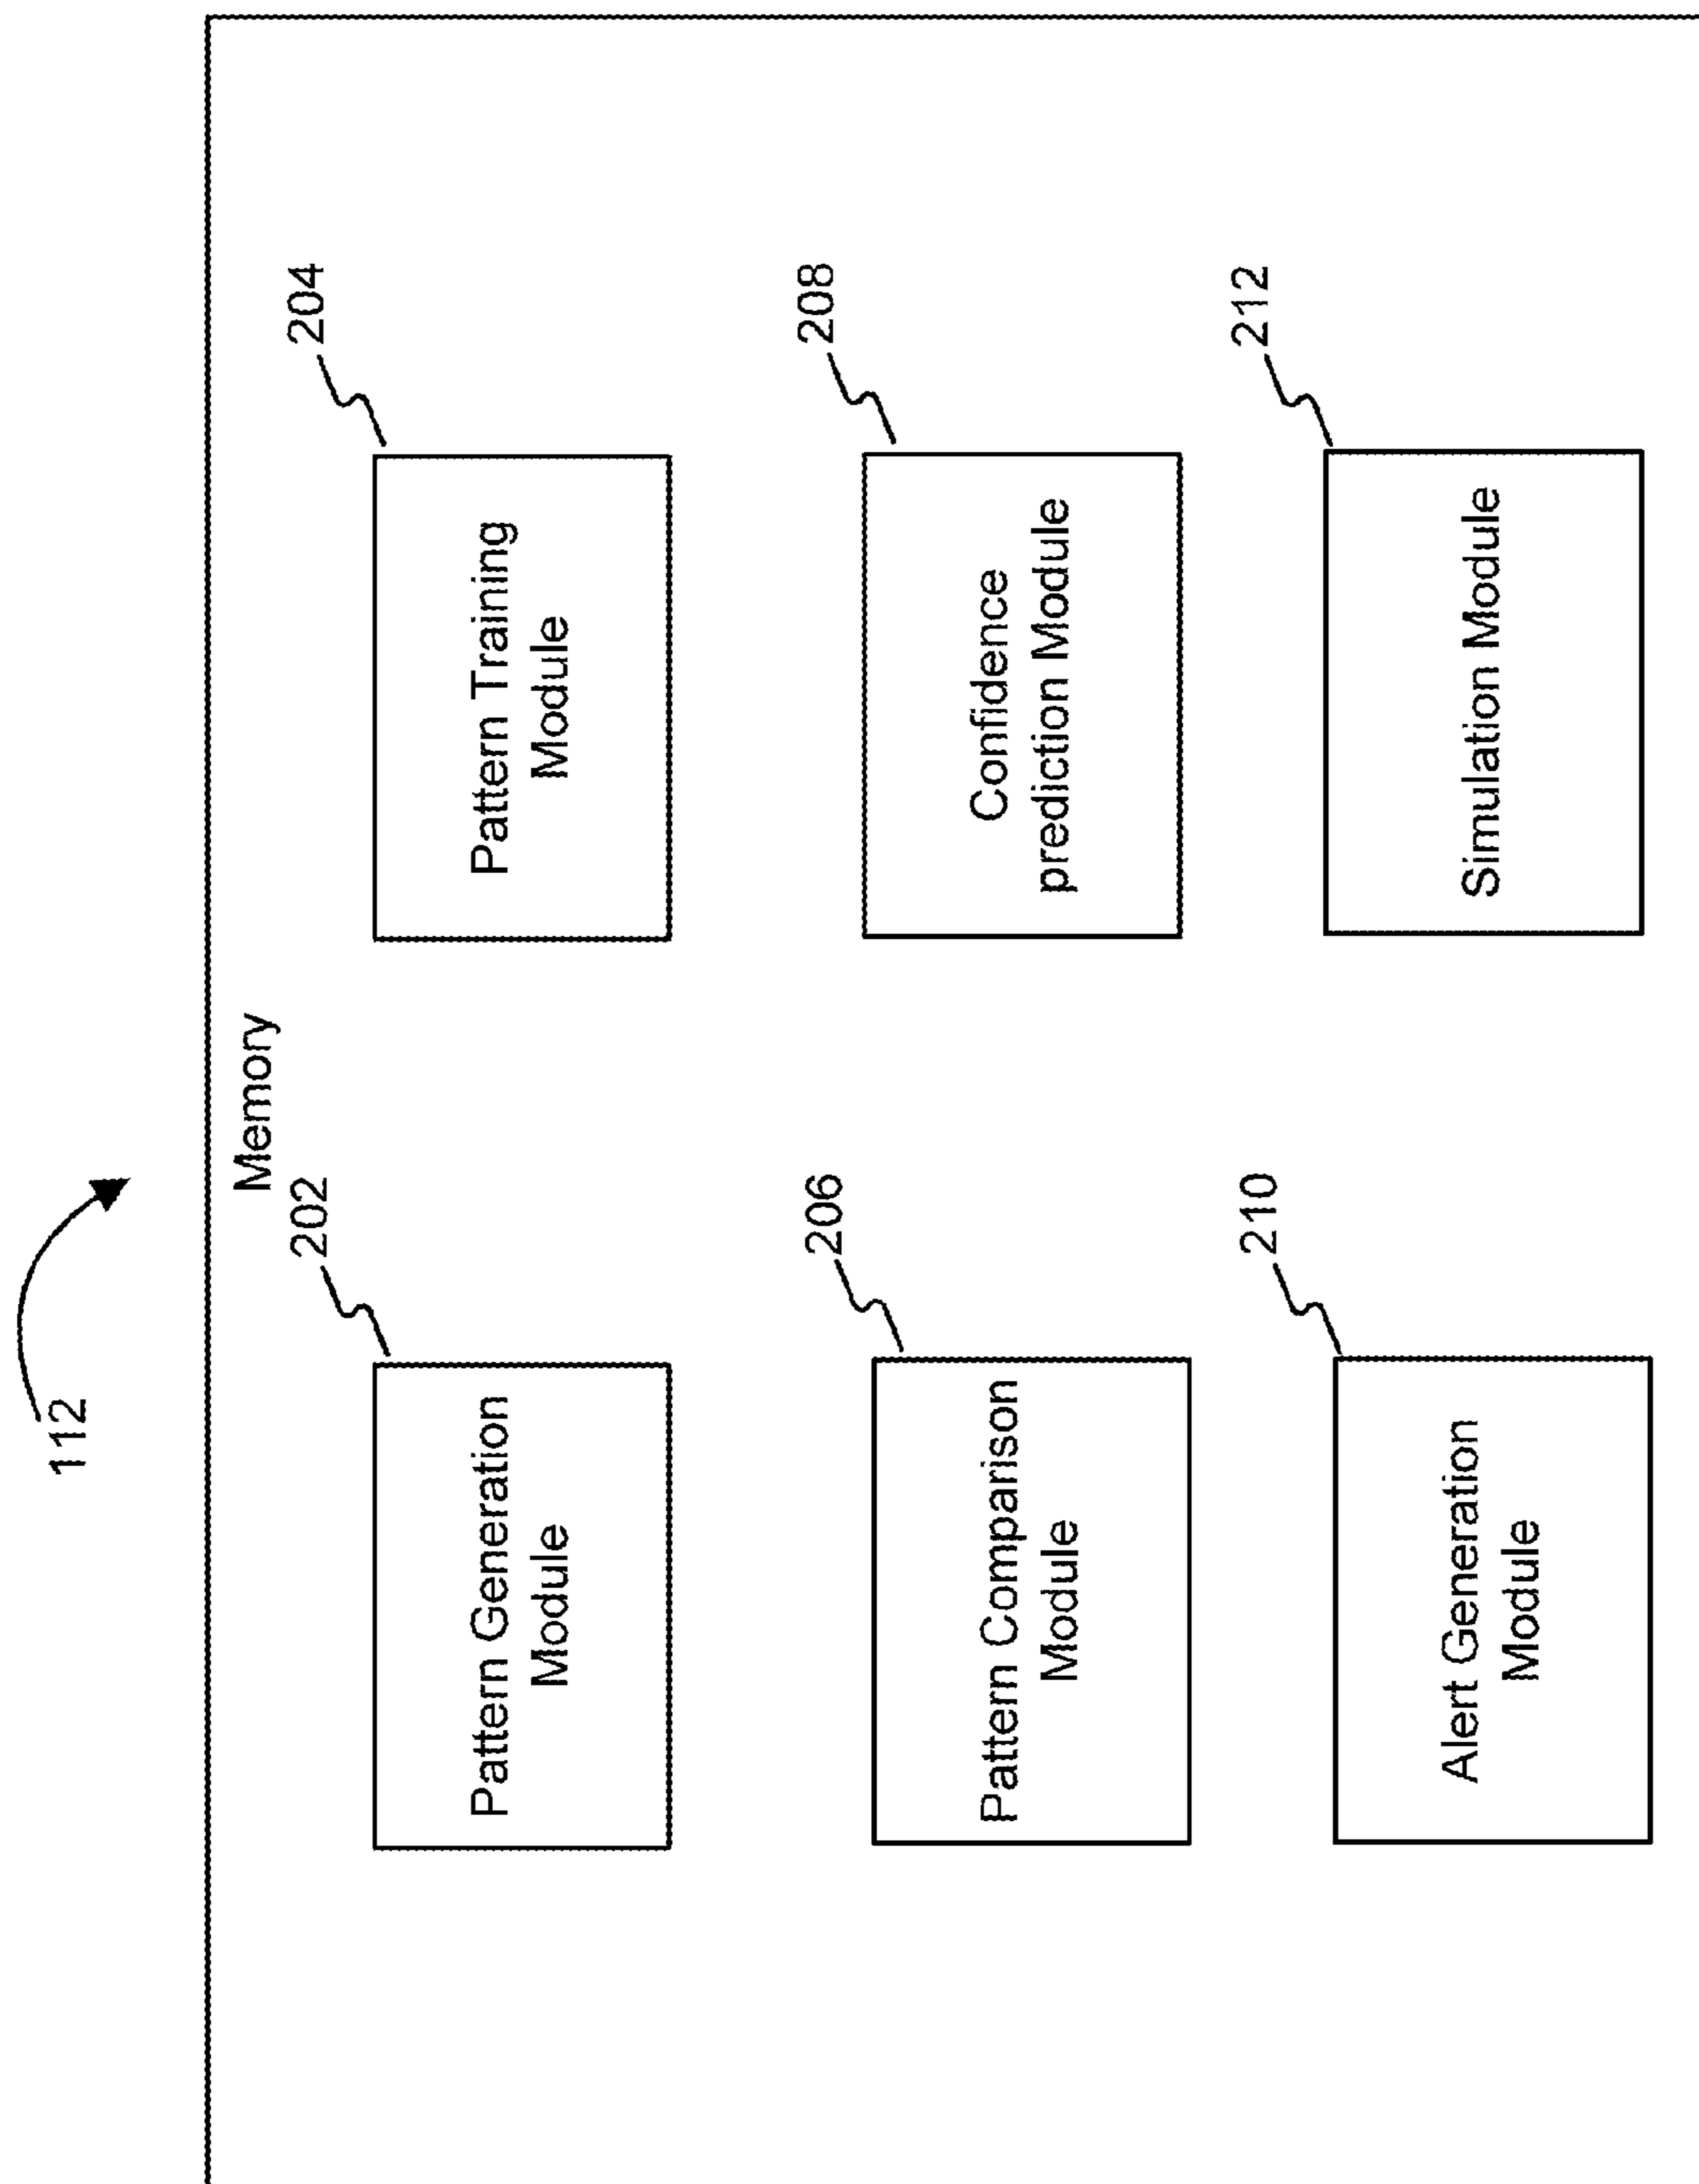 112
Memory
202
Pattern Generation
Module
204
Pattern Training
Module
206
Pattern Comparison
Module
208
Confidence
prediction Module
210
Alert Generation
Module
212
Simulation Module